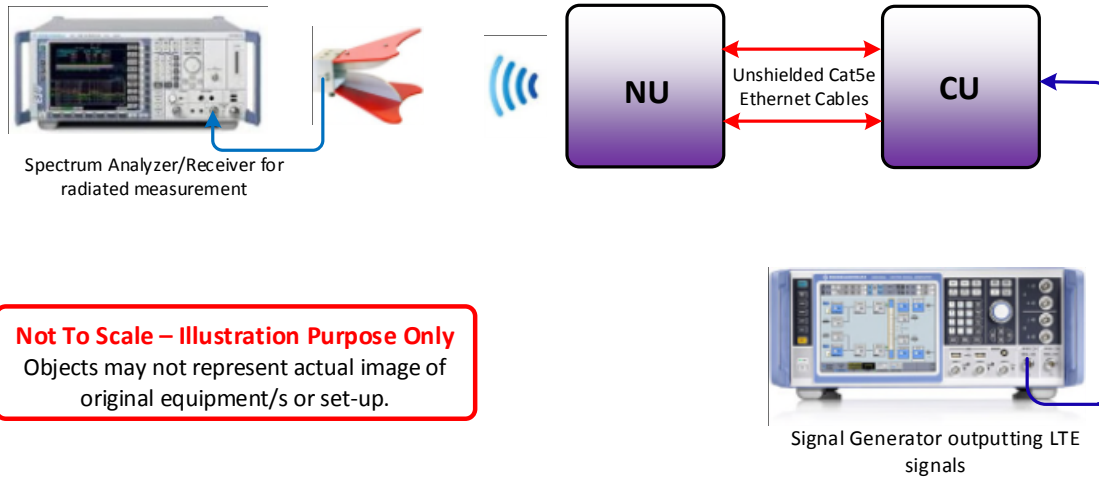 NU
Unshielded Cat5e
Ethernet Cables
CU
Spectrum Analyzer/Receiver for
radiated measurement
Not To Scale – Illustration Purpose Only
Objects may not represent actual image of
original equipment/s or set-up.
Signal Generator outputting LTE
signals